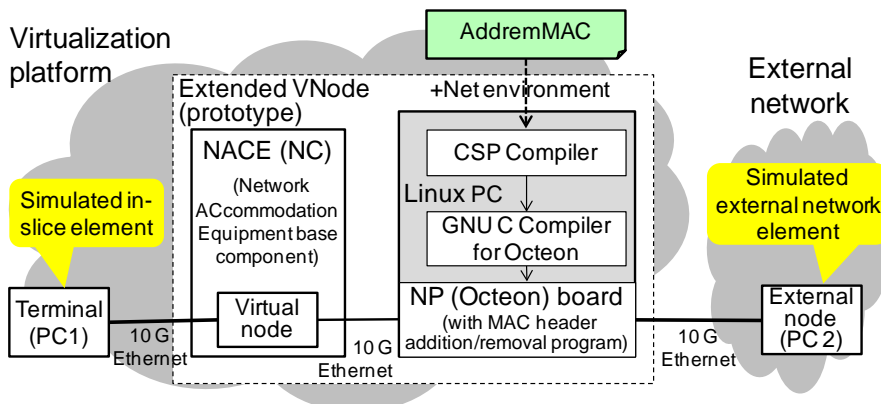 Virtualization
platform
AddremMAC
External
network
Extended VNode
(prototype)
+Net environment
NACE (NC)
(Network
ACcommodation
Equipment base
component)
CSP Compiler
Linux PC
GNU C Compiler
for Octeon
Simulated in-
slice element
Simulated
external network
element
Terminal
(PC1)
Virtual
node
NP (Octeon) board
(with MAC header
addition/removal program)
External
node
(PC 2)
10 G
Ethernet
10 G
Ethernet
10 G
Ethernet